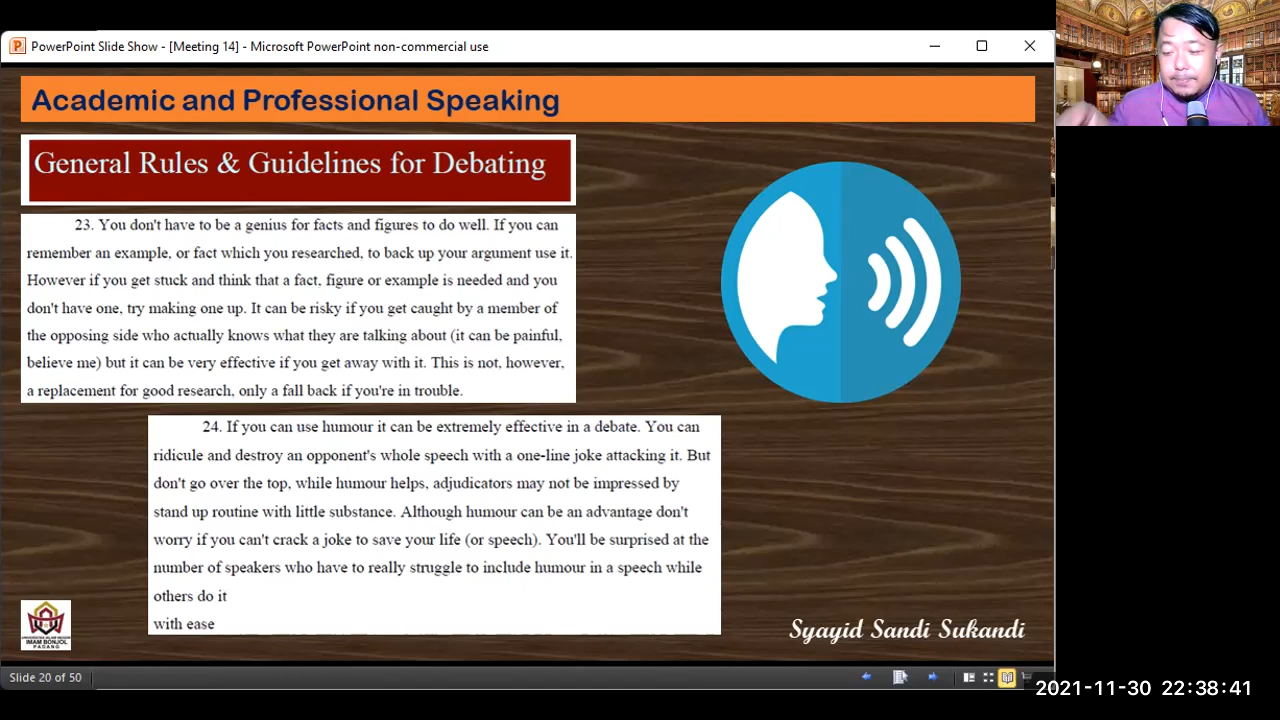 PowerPoint Slide Show - [Meeting 14] - Microsoft PowerPoint non-commercial use
Academic and Professional Speaking
General Rules & Guidelines for Debating
23. You don't have to be a genius for facts and figures to do well. If you can
remember an example, or fact which you researched, to back up your argument use it.
However if you get stuck and think that a fact, figure or example is needed and you
don't have one, try making one up. It can be risky if you get caught by a member of
the opposing side who actually knows what they are talking about (it can be painful,
believe me) but it can be very effective if you get away with it. This is not, however,
a replacement for good research, only a fall back if you're in trouble.
24. If you can use humour it can be extremely effective in a debate. You can
ridicule and destroy an opponent's whole speech with a one-line joke attacking it. But
don't go over the top, while humour helps, adjudicators may not be impressed by
stand up routine with little substance. Although humour can be an advantage don't
worry if you can't crack a joke to save your life (or speech). You'll be surprised at the
number of speakers who have to really struggle to include humour in a speech while
others do it
with ease
UNIVERSITAS ISLAM NEGERI
IMAM BONJOL
PADANG
Syayid Sandi Sukandi
Slide 20 of 50
2021-11-30 22:38:41